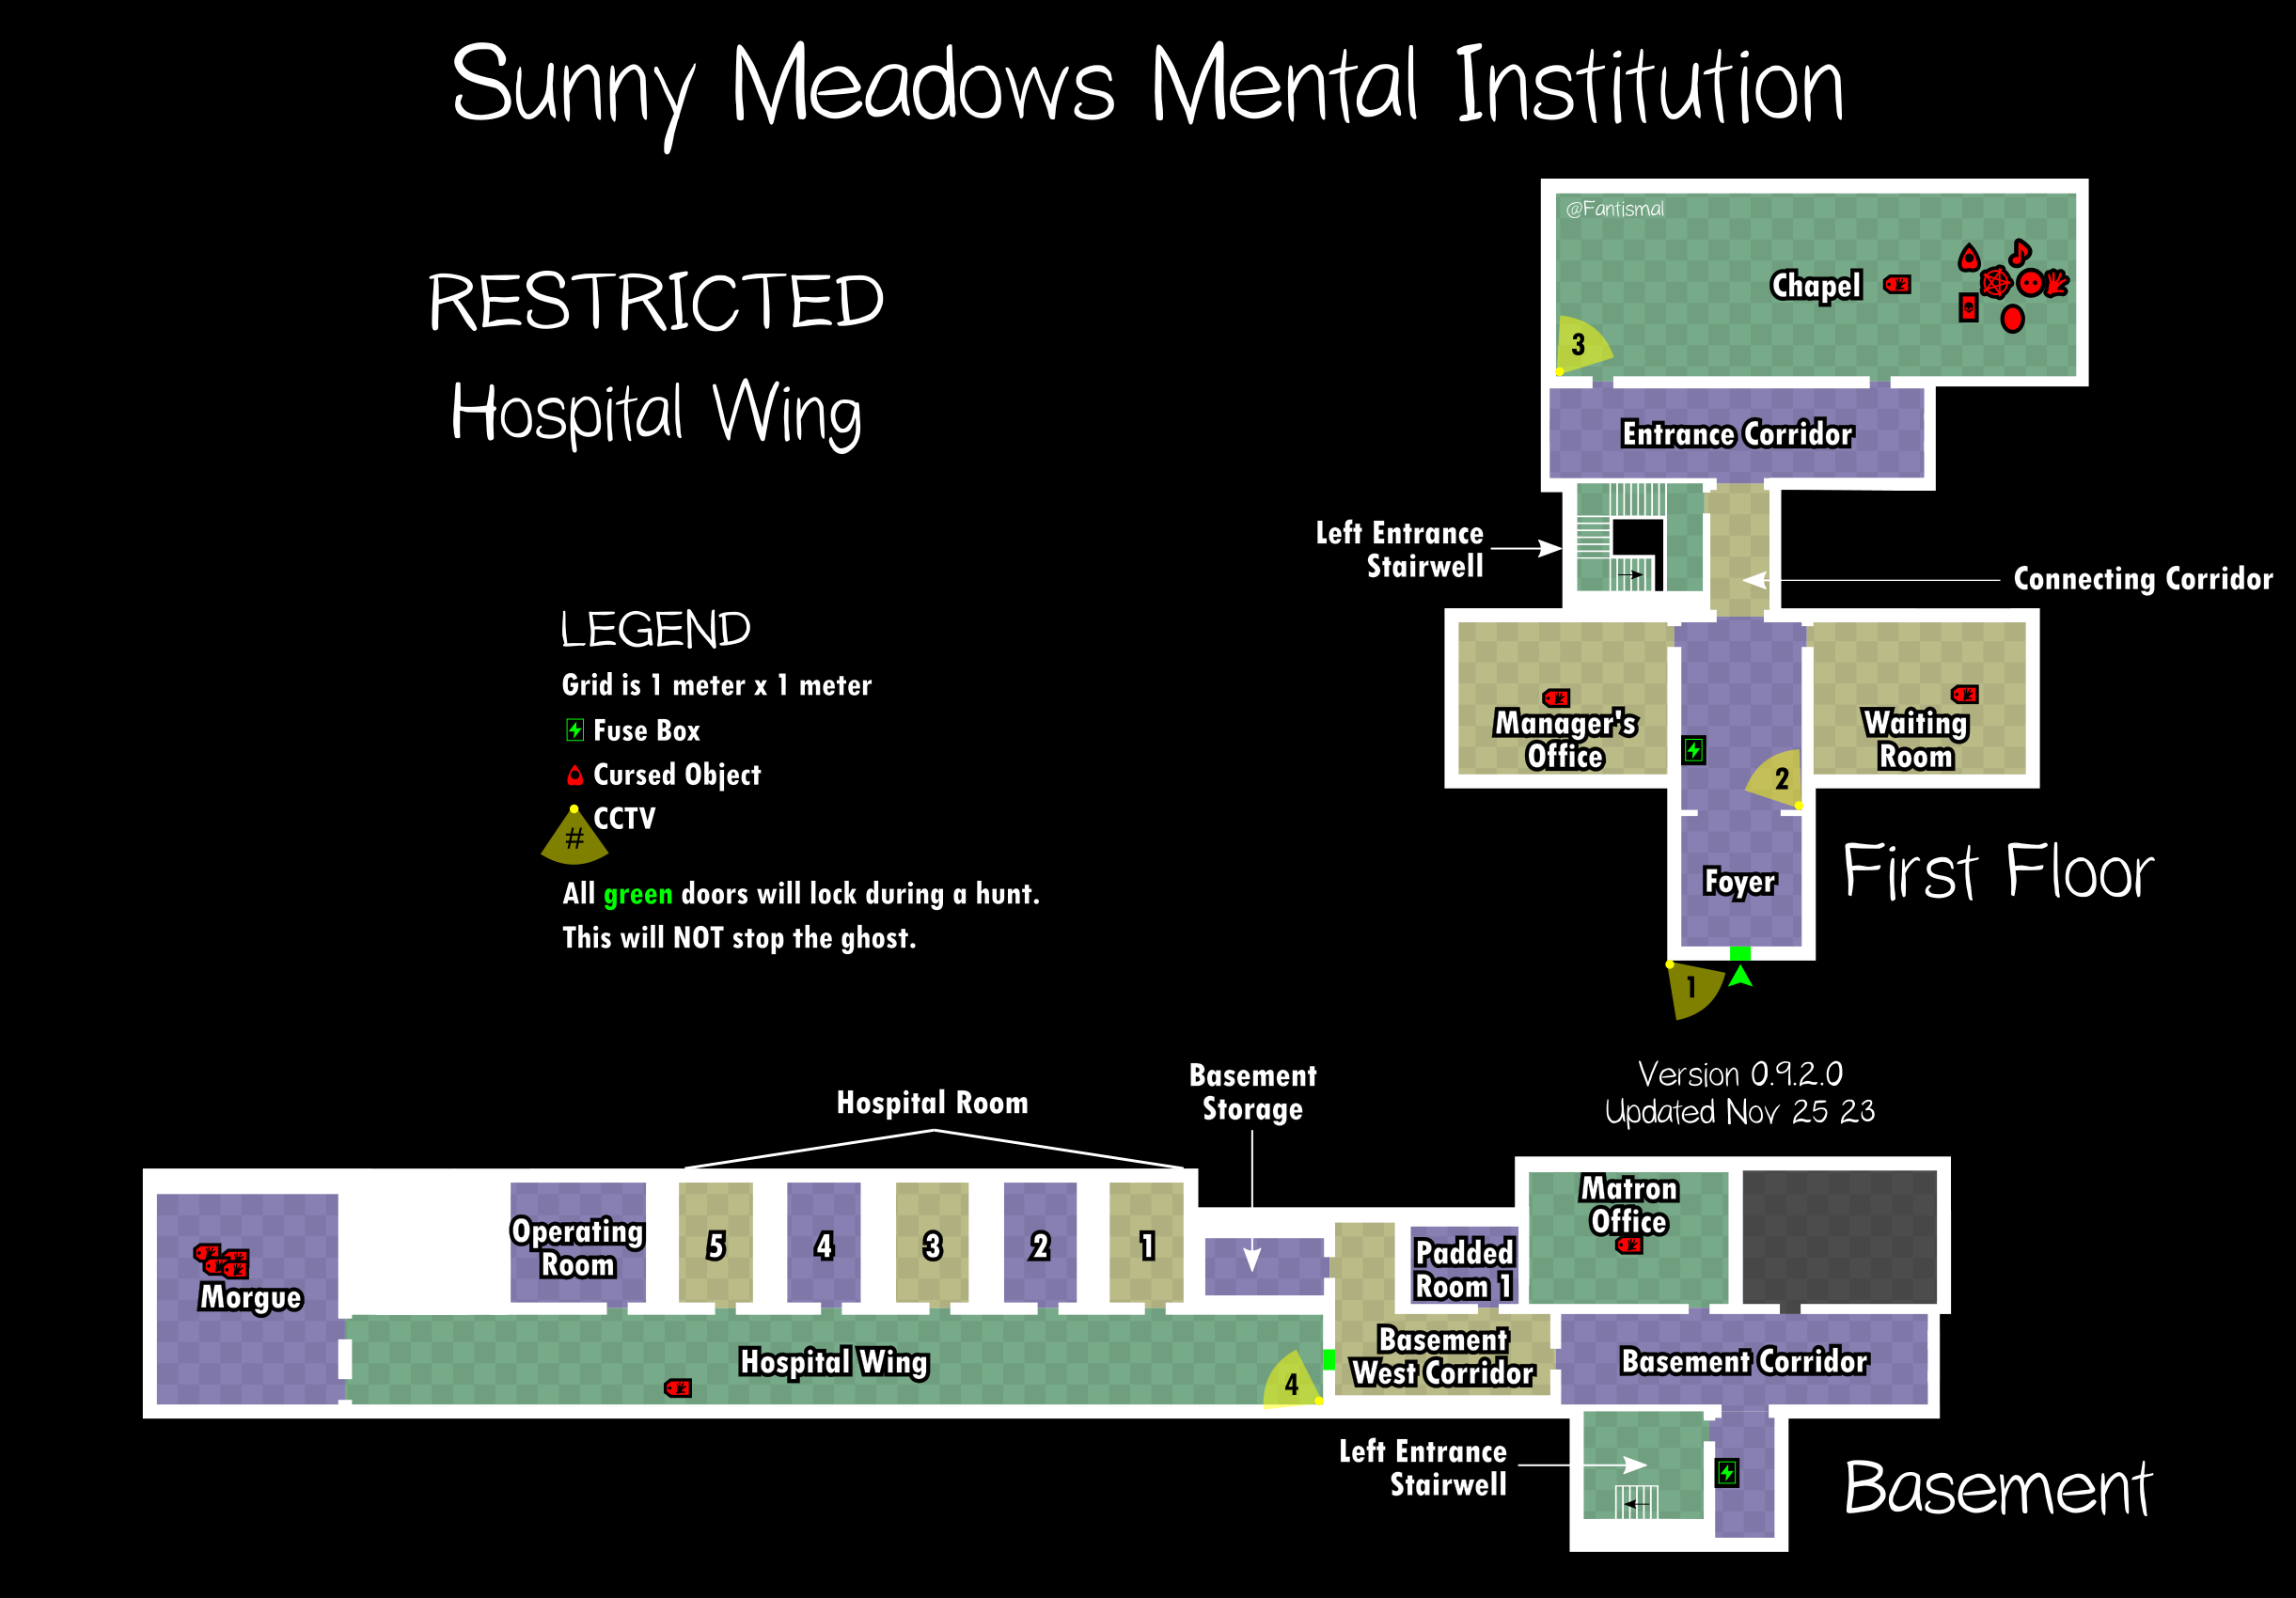 Sunny Meadows Mental Institution
RESTRICTED
Hospital Wing
@Fantismal
Chapel
3
Entrance Corridor
Left Entrance
Stairwell
Connecting Corridor
Manager's
Office
Waiting
Room
2
Foyer
First Floor
1
LEGEND
Grid is 1 meter x 1 meter
Fuse Box
Cursed Object
CCTV
#
All green doors will lock during a hunt.
This will NOT stop the ghost.
Version 0.9.2.0
Updated Nov 25 23
Hospital Room
Basement
Storage
Morgue
Operating
Room
5
4
3
2
1
Padded
Room 1
Matron
Office
Hospital Wing
4
Basement
West Corridor
Basement Corridor
Left Entrance
Stairwell
Basement